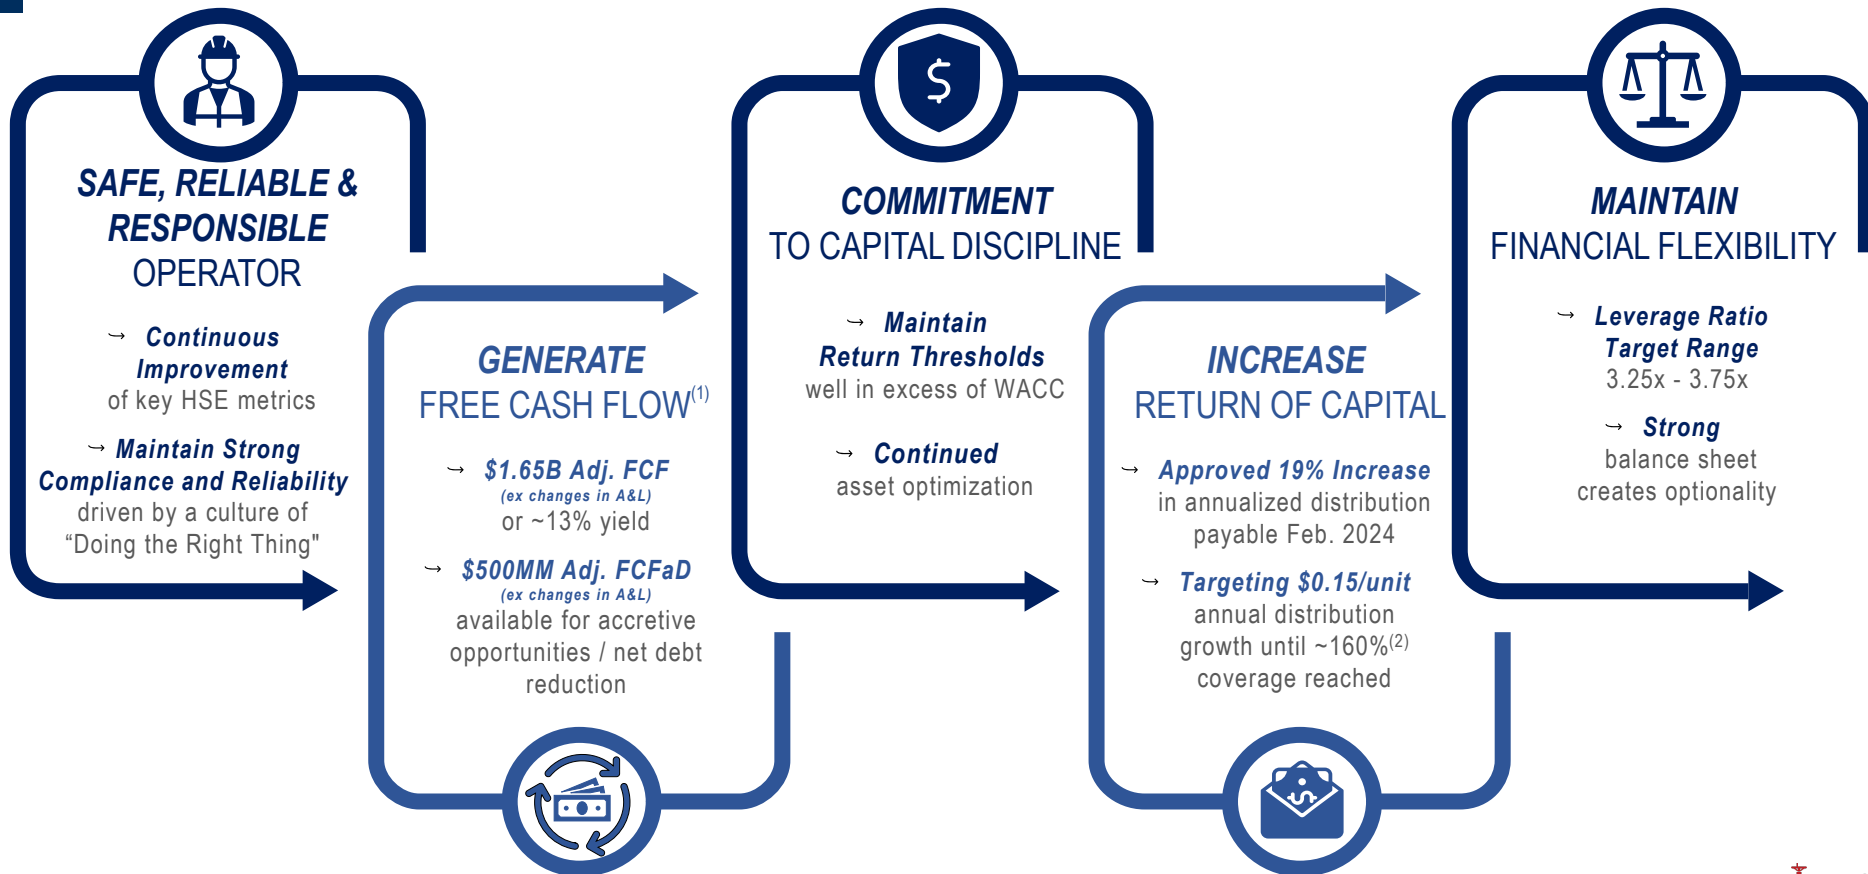 SAFE, RELIABLE &
RESPONSIBLE
OPERATOR
↪ Continuous
Improvement
of key HSE metrics
↪ Maintain Strong
Compliance and Reliability
driven by a culture of
“Doing the Right Thing"
GENERATE
FREE CASH FLOW(1)
↪ $1.65B Adj. FCF
(ex changes in A&L)
or ~13% yield
↪ $500MM Adj. FCFaD
(ex changes in A&L)
available for accretive
opportunities / net debt
reduction
$
COMMITMENT
TO CAPITAL DISCIPLINE
↪ Maintain
Return Thresholds
well in excess of WACC
↪ Continued
asset optimization
INCREASE
RETURN OF CAPITAL
↪ Approved 19% Increase
in annualized distribution
payable Feb. 2024
↪ Targeting $0.15/unit
annual distribution
growth until ~160%(2)
coverage reached
$
MAINTAIN
FINANCIAL FLEXIBILITY
↪ Leverage Ratio
Target Range
3.25x - 3.75x
↪ Strong
balance sheet
creates optionality